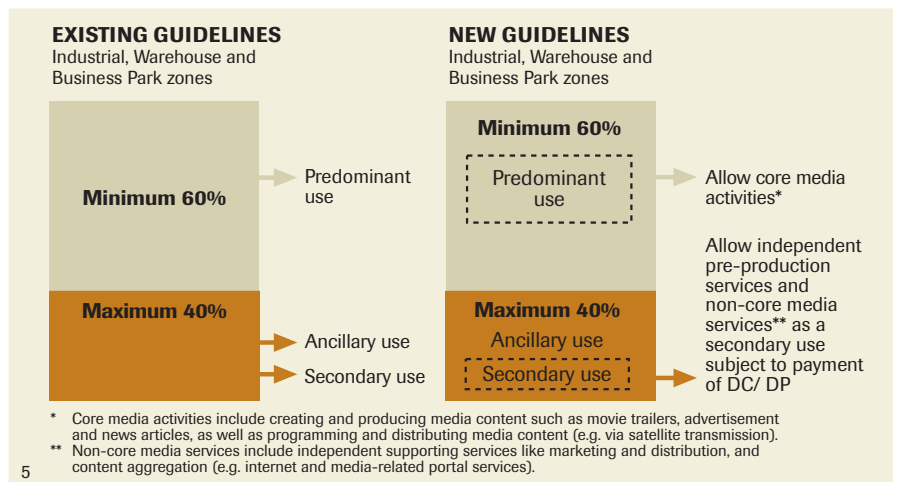 EXISTING GUIDELINES
Industrial, Warehouse and
Business Park zones
Minimum 60%
Predominant
use
Maximum 40%
Ancillary use
Secondary use
NEW GUIDELINES
Industrial, Warehouse and
Business Park zones
Minimum 60%
Predominant
use
Allow core media
activities*
Maximum 40%
Ancillary use
Secondary use
Allow independent
pre-production
services and
non-core media
services** as a
secondary use
subject to payment
of DC/ DP
* Core media activities include creating and producing media content such as movie trailers, advertisement
and news articles, as well as programming and distributing media content (e.g. via satellite transmission).
** Non-core media services include independent supporting services like marketing and distribution, and
content aggregation (e.g. internet and media-related portal services).
5